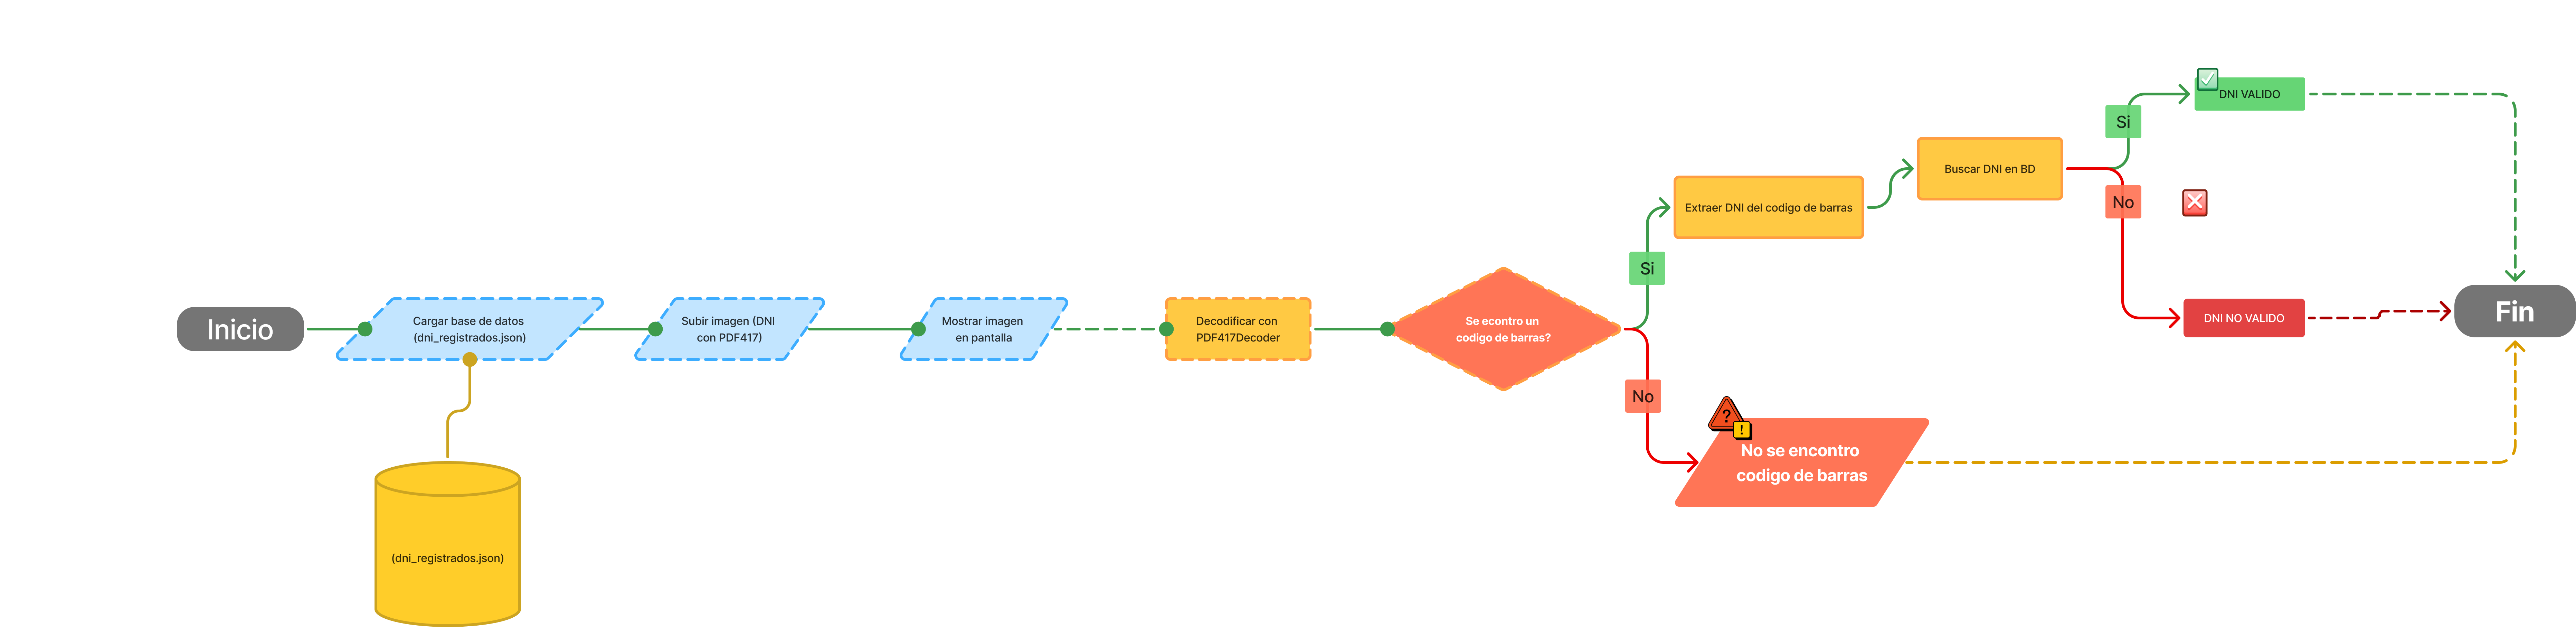 Inicio
Cargar base de datos
(dni_registrados.json)
(dni_registrados.json)
Subir imagen (DNI
con PDF417)
Mostrar imagen
en pantalla
Decodificar con
PDF417Decoder
Se econtro un
codigo de barras?
Si
Extraer DNI del codigo de barras
Buscar DNI en BD
Si
DNI VALIDO
No
DNI NO VALIDO
No
?
!
No se encontro
codigo de barras
Fin